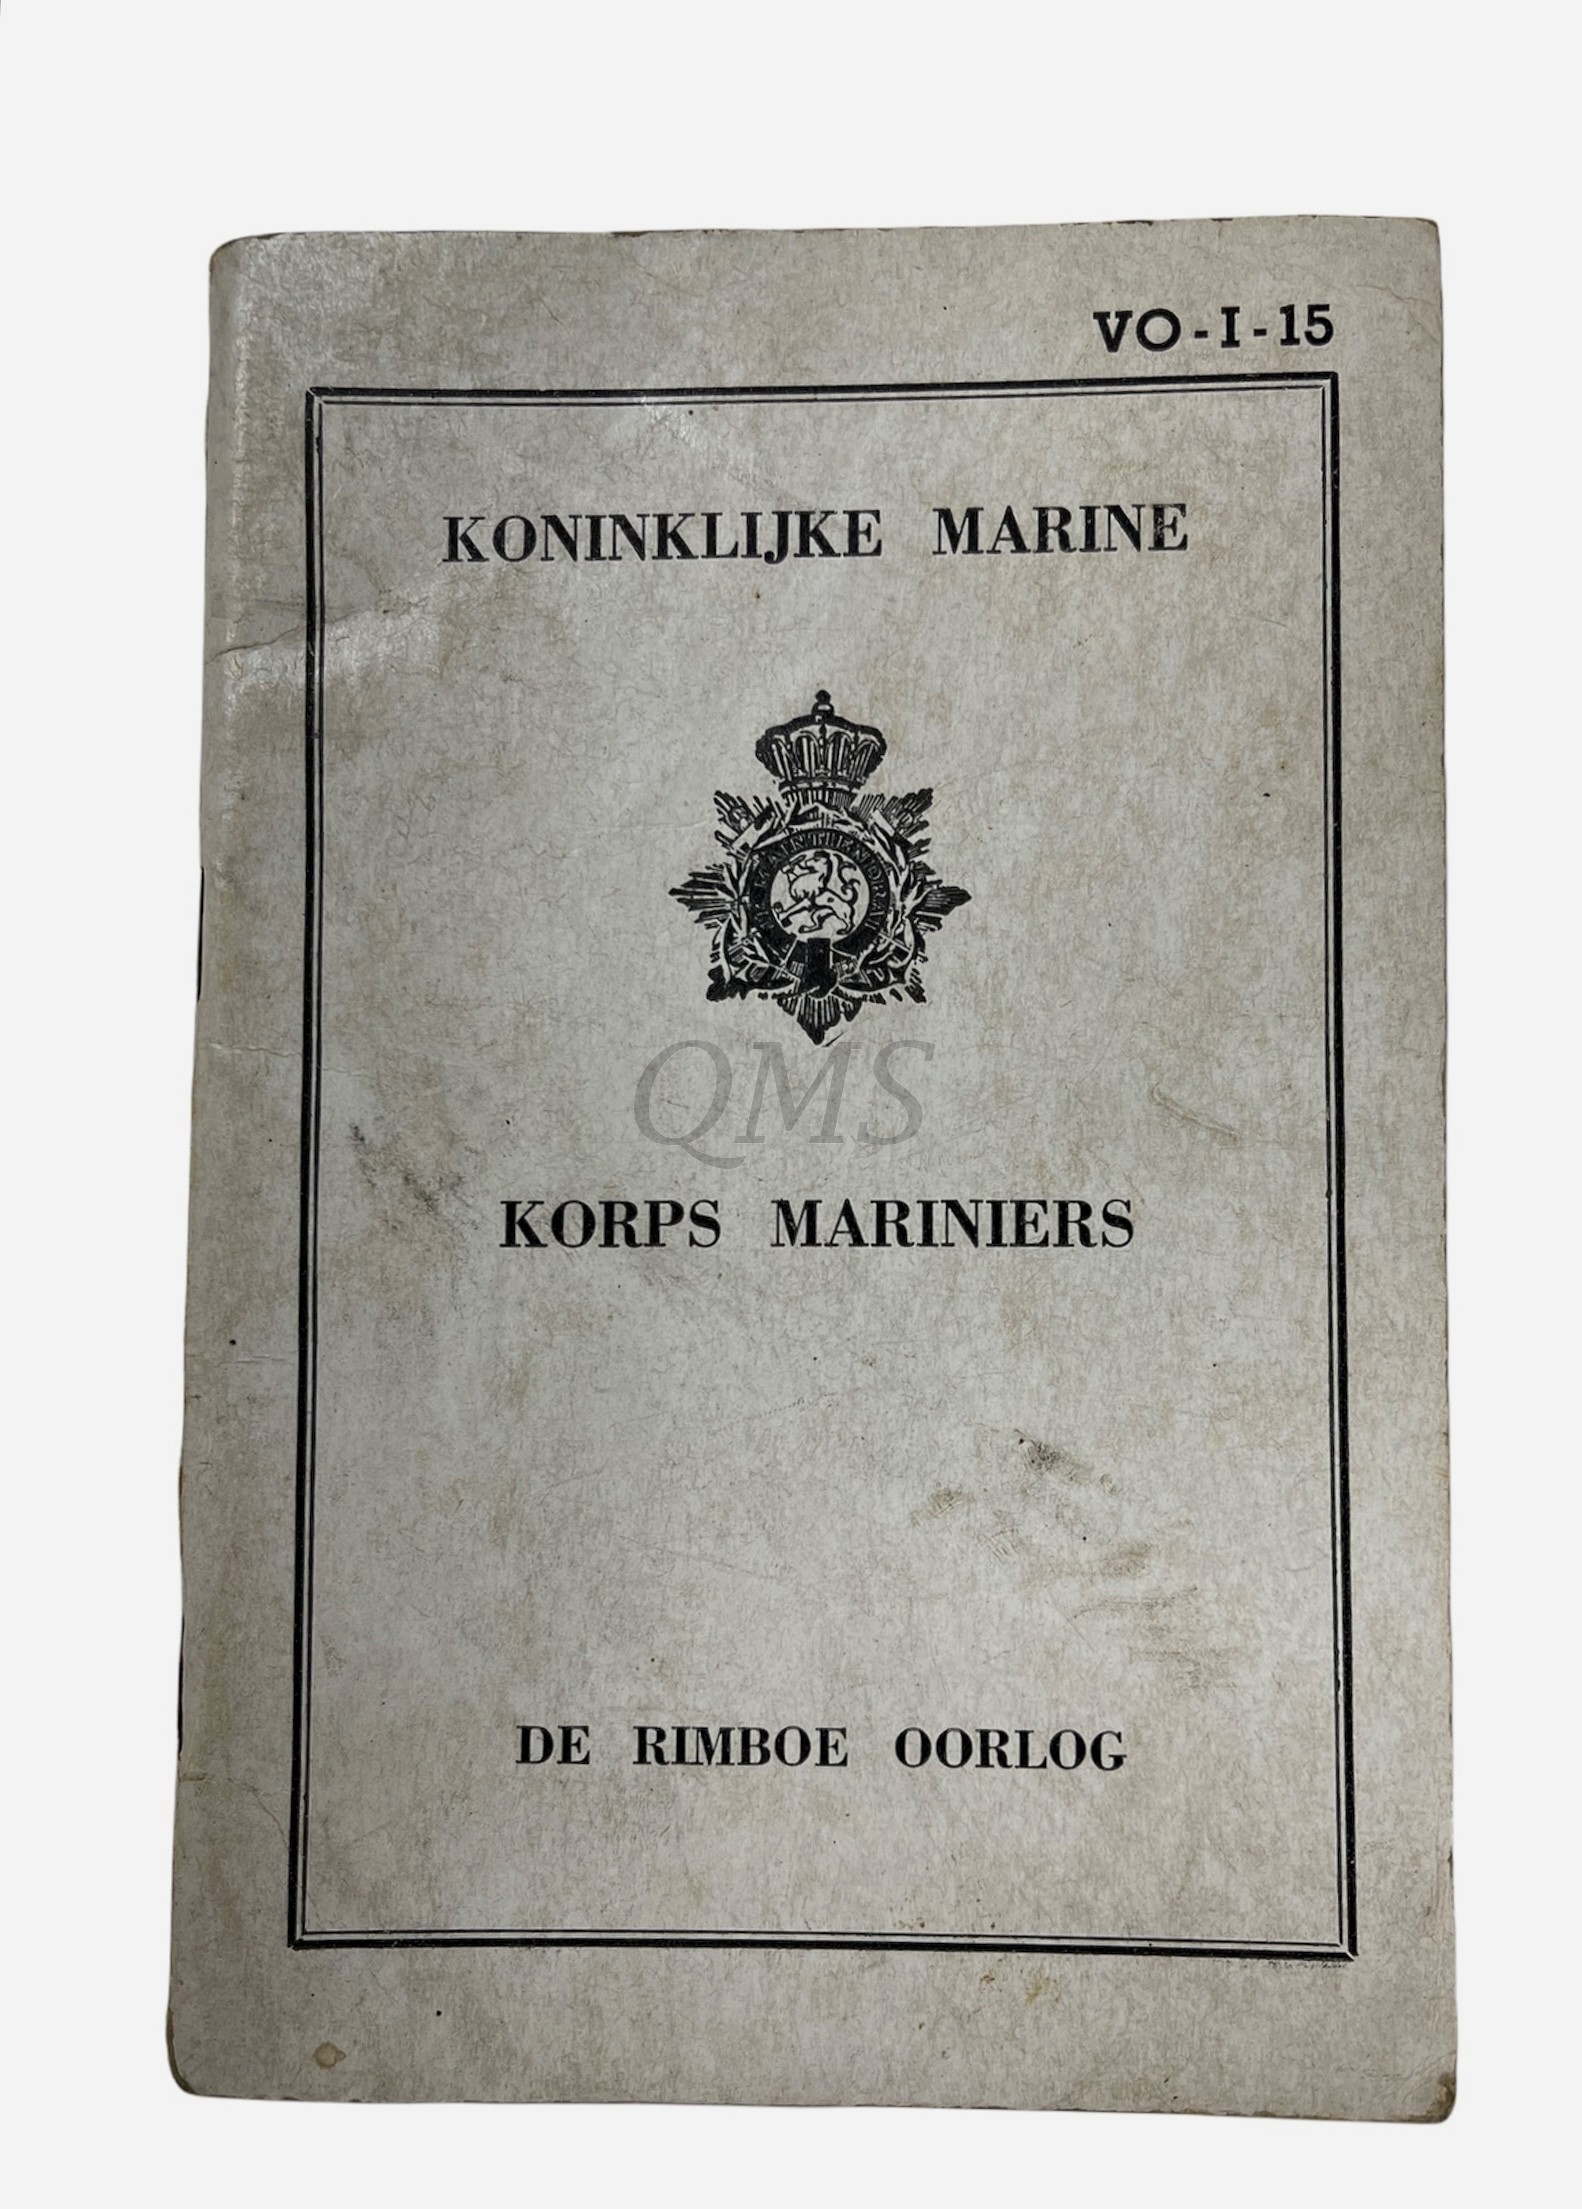 VO-I-15
KONINKLIJKE MARINE
QMS
KORPS MARINIERS
DE RIMBOE OORLOG